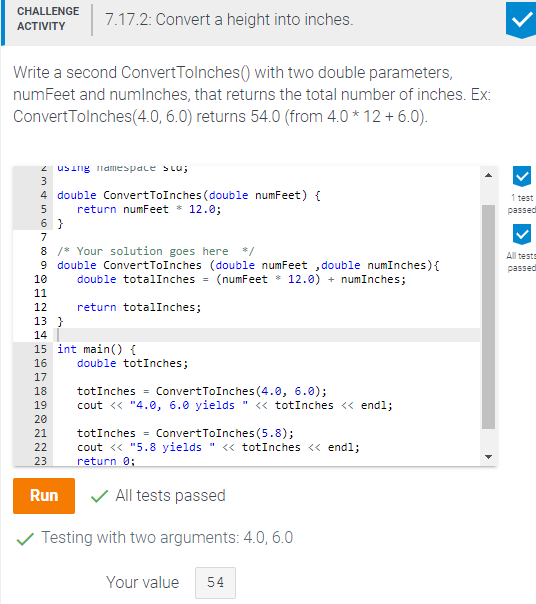 CHALLENGE
ACTIVITY
7.17.2: Convert a height into inches.
Write a second ConvertToInches() with two double parameters,
numFeet and numInches, that returns the total number of inches. Ex:
ConvertToInches(4.0, 6.0) returns 54.0 (from 4.0 * 12 + 6.0).
2 using namespace std;
3
4 double ConvertToInches(double numFeet) {
5    return numFeet * 12.0;
6 }
7
8 /* Your solution goes here  */
9 double ConvertToInches (double numFeet ,double numInches){
10    double totalInches = (numFeet * 12.0) + numInches;
11
12    return totalInches;
13 }
14
15 int main() {
16    double totInches;
17
18    totInches = ConvertToInches(4.0, 6.0);
19    cout << "4.0, 6.0 yields " << totInches << endl;
20
21    totInches = ConvertToInches(5.8);
22    cout << "5.8 yields " << totInches << endl;
23    return 0;
1 test
passed
All tests
passed
Run
All tests passed
Testing with two arguments: 4.0, 6.0
Your value 54